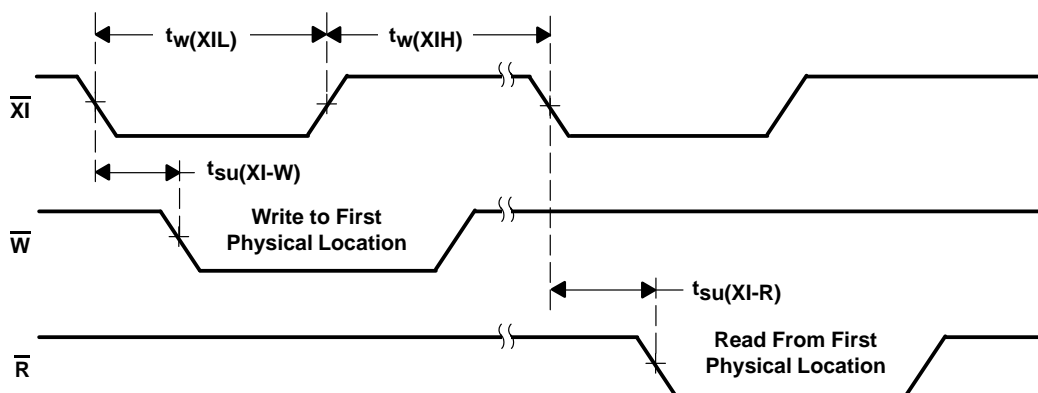 tw(XIL)
tw(XIH)
XI
tsu(XI-W)
Write to First
Physical Location
W
tsu(XI-R)
Read From First
Physical Location
R